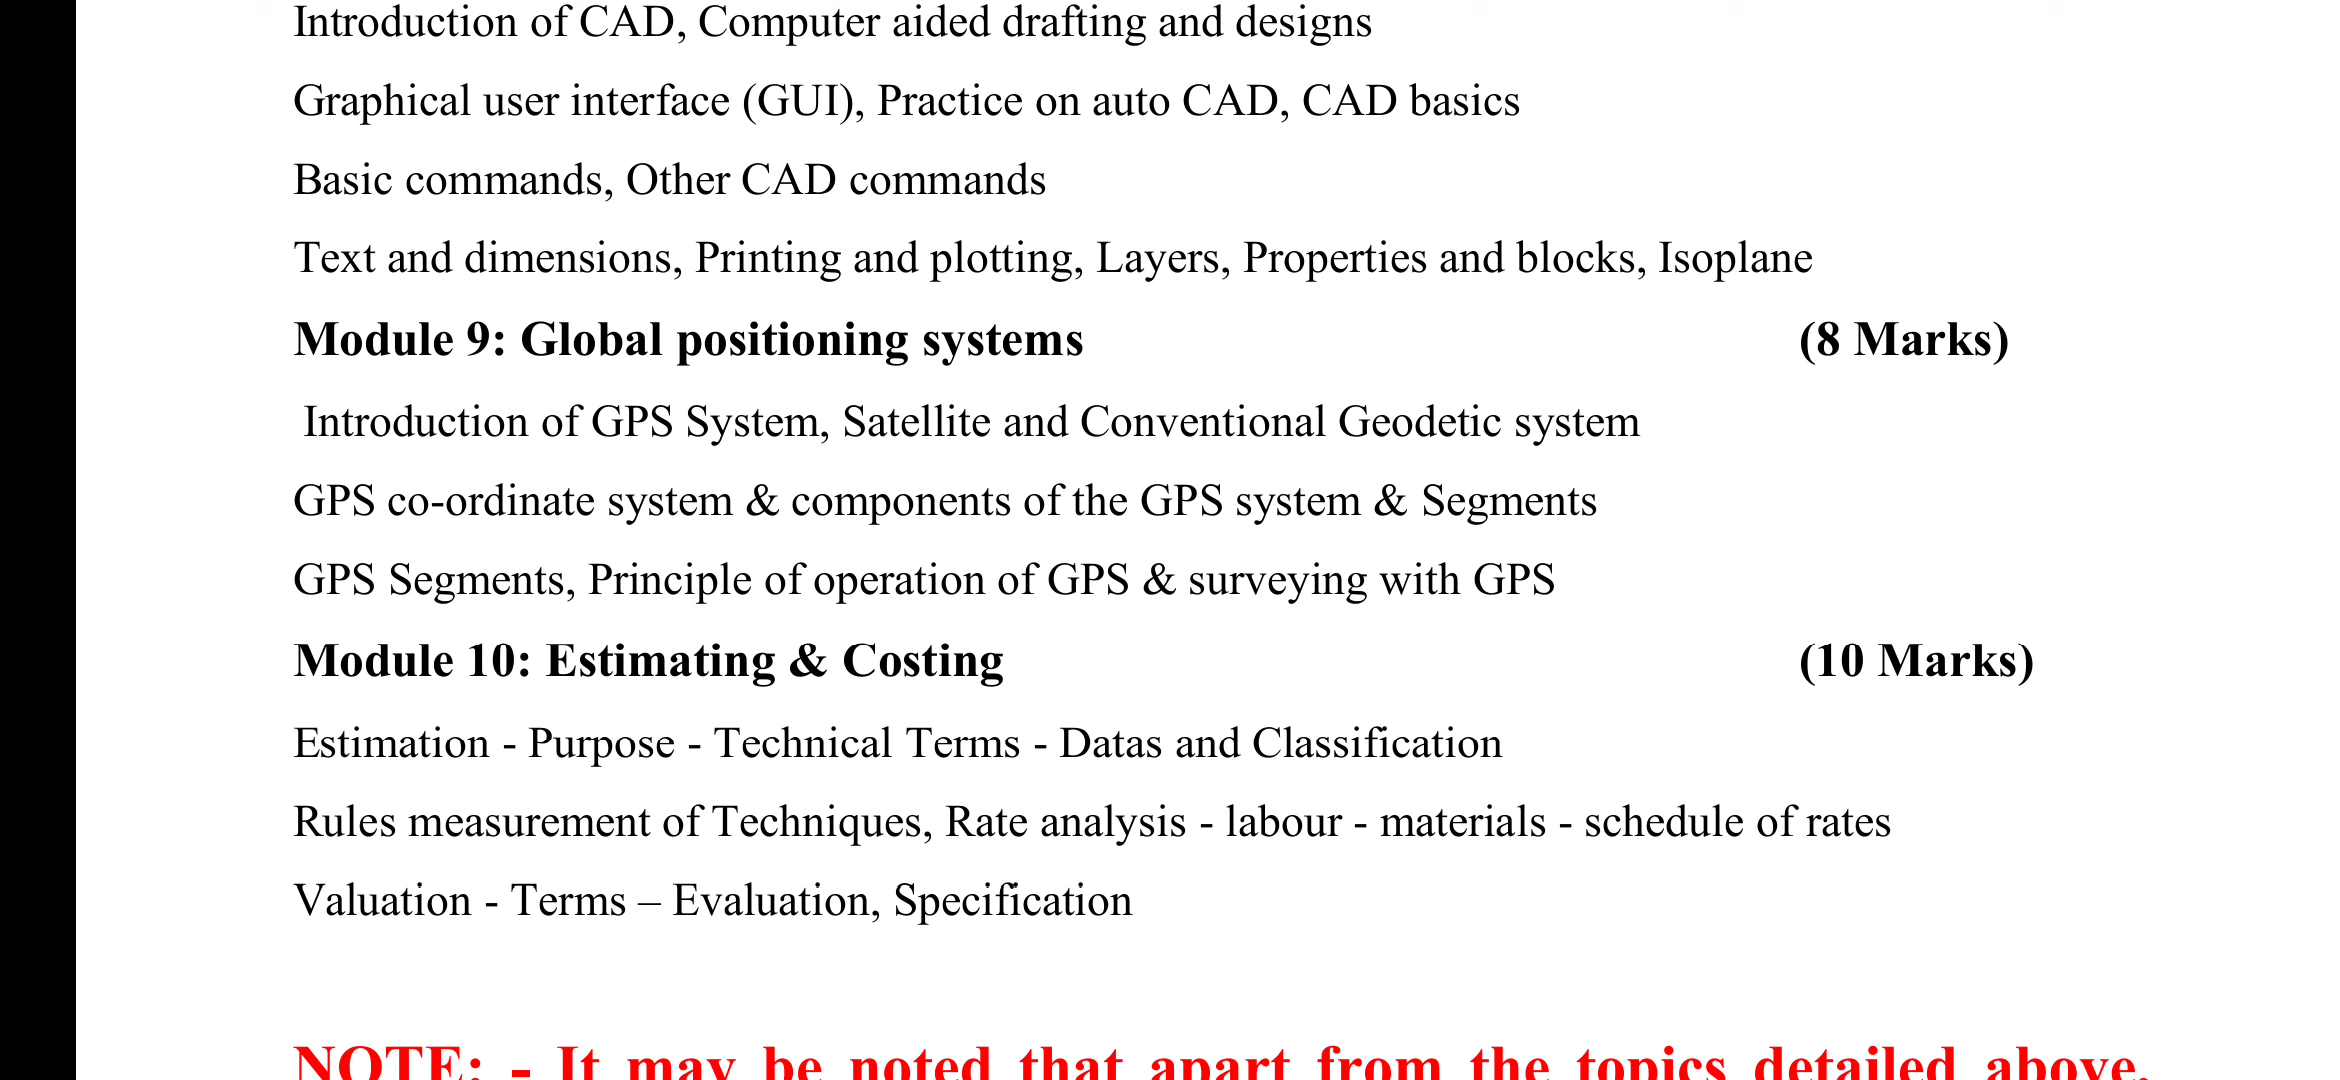 Introduction of CAD, Computer aided drafting and designs
Graphical user interface (GUI), Practice on auto CAD, CAD basics
Basic commands, Other CAD commands
Text and dimensions, Printing and plotting, Layers, Properties and blocks, Isoplane
Module 9: Global positioning systems (8 Marks)
Introduction of GPS System, Satellite and Conventional Geodetic system
GPS co-ordinate system & components of the GPS system & Segments
GPS Segments, Principle of operation of GPS & surveying with GPS
Module 10: Estimating & Costing (10 Marks)
Estimation - Purpose - Technical Terms - Datas and Classification
Rules measurement of Techniques, Rate analysis - labour - materials - schedule of rates
Valuation - Terms – Evaluation, Specification
NOTE: - It may be noted that apart from the topics detailed above,